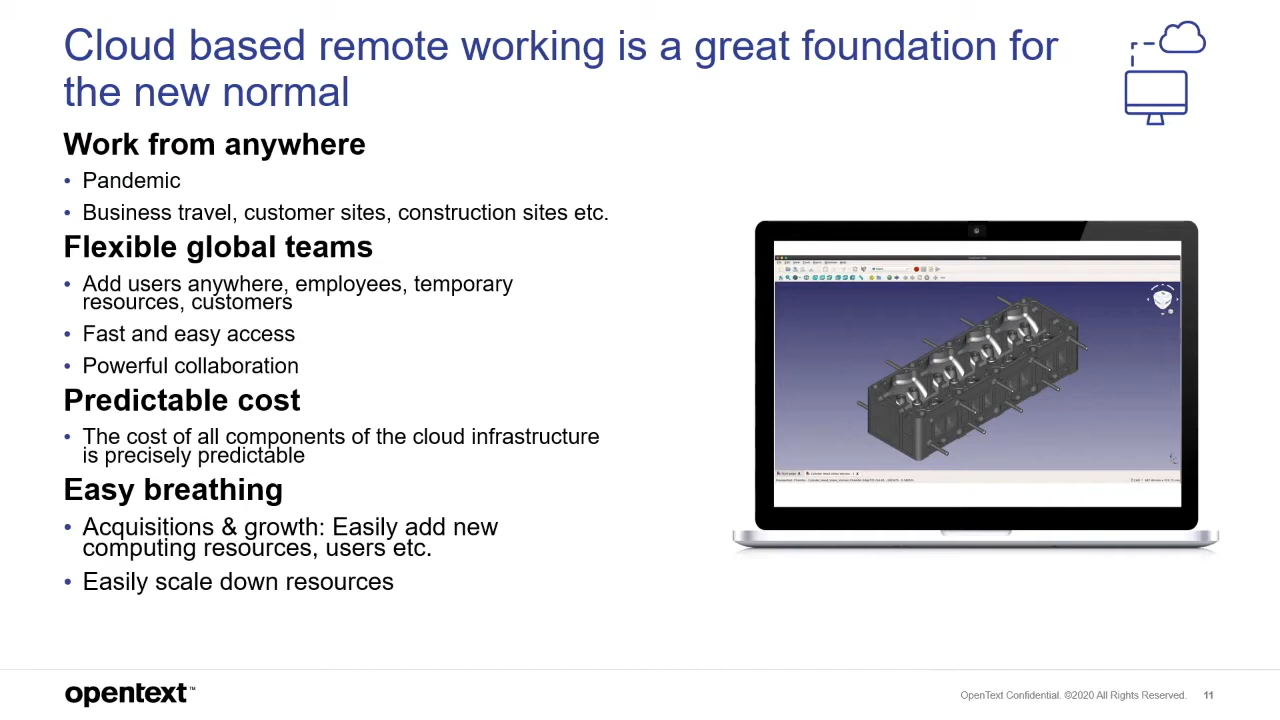 Cloud based remote working is a great foundation for
the new normal
Work from anywhere
• Pandemic
• Business travel, customer sites, construction sites etc.
Flexible global teams
• Add users anywhere, employees, temporary
resources, customers
• Fast and easy access
• Powerful collaboration
Predictable cost
• The cost of all components of the cloud infrastructure
is precisely predictable
Easy breathing
• Acquisitions & growth: Easily add new
computing resources, users etc.
• Easily scale down resources
opentext™
OpenText Confidential. ©2020 All Rights Reserved. 11